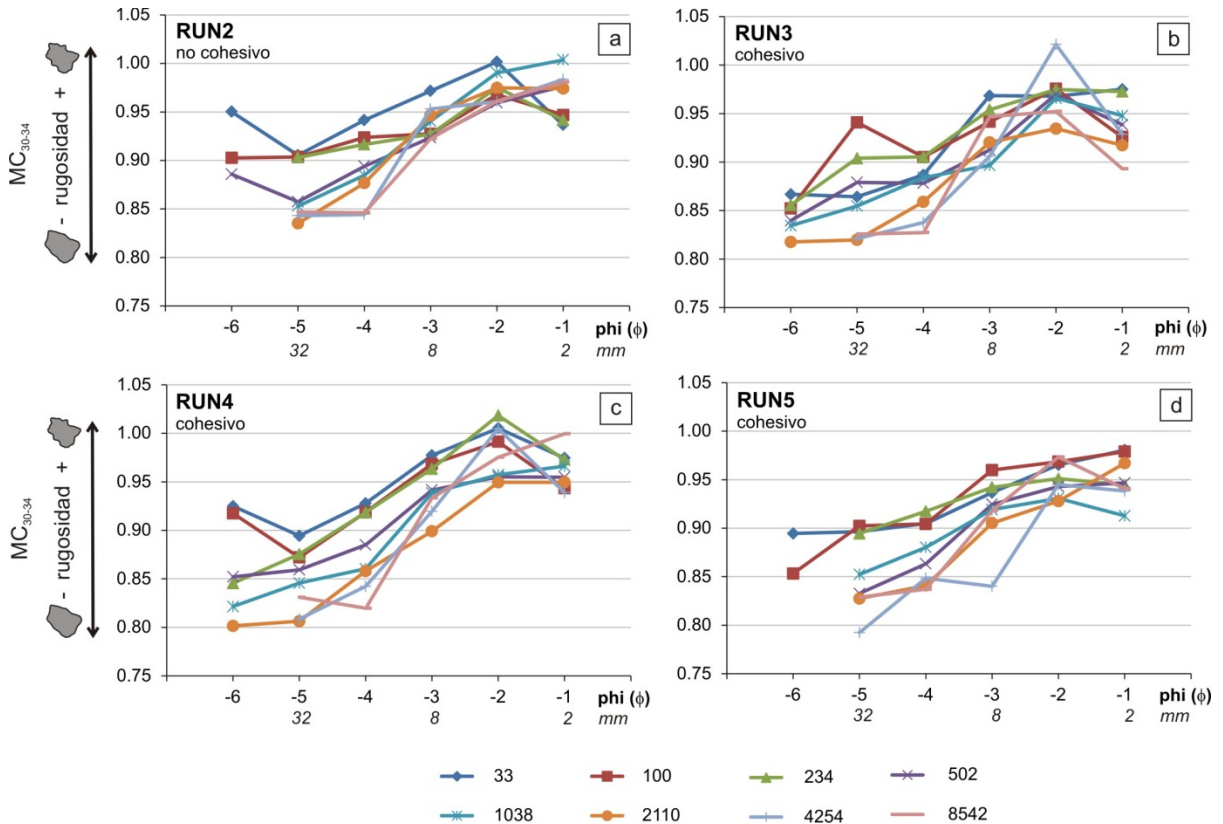 RUN2
no cohesivo
a
MC30-34
- rugosidad +
1.05
1.00
0.95
0.90
0.85
0.80
0.75
-6 -5 -4 -3 -2 -1 phi (ϕ)
32 8 2 mm
RUN3
cohesivo
b
1.05
1.00
0.95
0.90
0.85
0.80
0.75
-6 -5 -4 -3 -2 -1 phi (ϕ)
32 8 2 mm
RUN4
cohesivo
c
MC30-34
- rugosidad +
1.05
1.00
0.95
0.90
0.85
0.80
0.75
-6 -5 -4 -3 -2 -1 phi (ϕ)
32 8 2 mm
RUN5
cohesivo
d
1.05
1.00
0.95
0.90
0.85
0.80
0.75
-6 -5 -4 -3 -2 -1 phi (ϕ)
32 8 2 mm
33 100 234 502
1038 2110 4254 8542